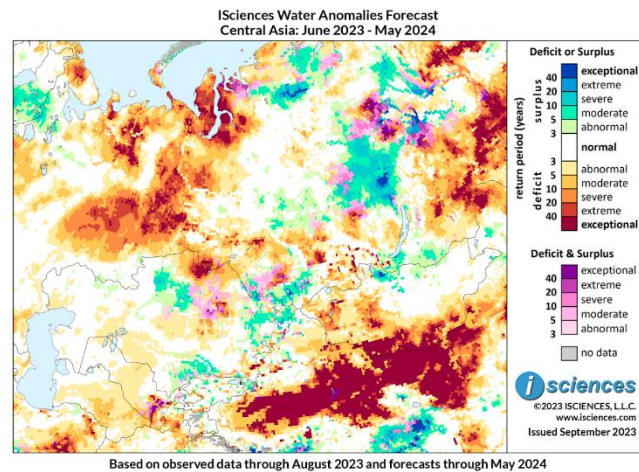 ISciences Water Anomalies Forecast
Central Asia: June 2023 - May 2024
Deficit or Surplus
return period (years)
surplus
deficit
exceptional
40
extreme
20
severe
10
moderate
5
abnormal
3
normal
3
abnormal
5
moderate
10
severe
20
extreme
40
exceptional
Deficit & Surplus
exceptional
40
extreme
20
severe
10
moderate
5
abnormal
3
no data
i sciences
©2023 ISCIENCES, L.L.C.
www.isciences.com
Issued September 2023
Based on observed data through August 2023 and forecasts through May 2024